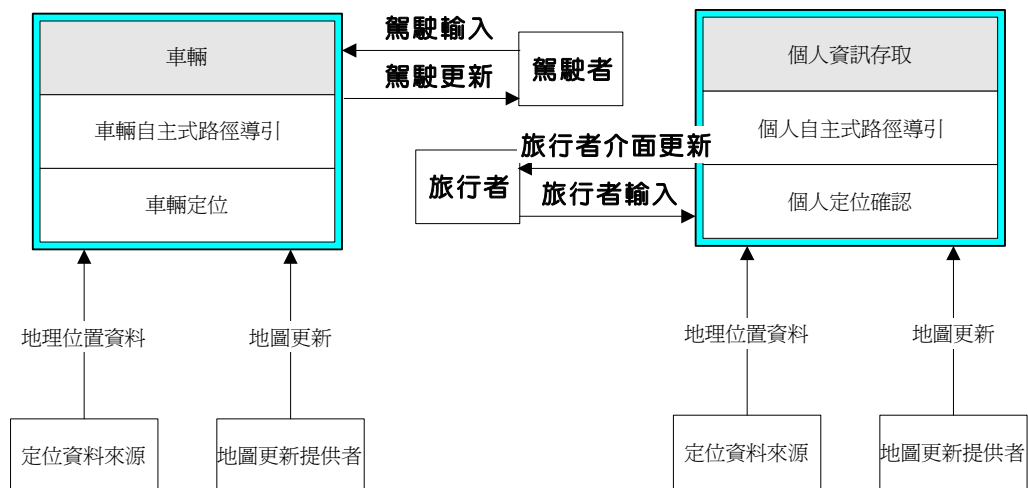 車輛
車輛自主式路徑導引
車輛定位
駕駛輸入
駕駛更新
駕駛者
個人資訊存取
個人自主式路徑導引
個人定位確認
旅行者介面更新
旅行者
旅行者輸入
地理位置資料
地圖更新
地理位置資料
地圖更新
定位資料來源
地圖更新提供者
定位資料來源
地圖更新提供者